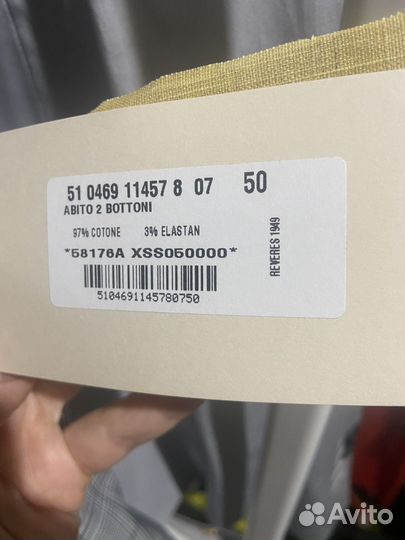 51 0469 11457 8 07 50
ABITO 2 BOTTONI
97% COTONE 3% ELASTAN
*58176A XSS050000*
5104691145780750
REVERES 1949
Avito